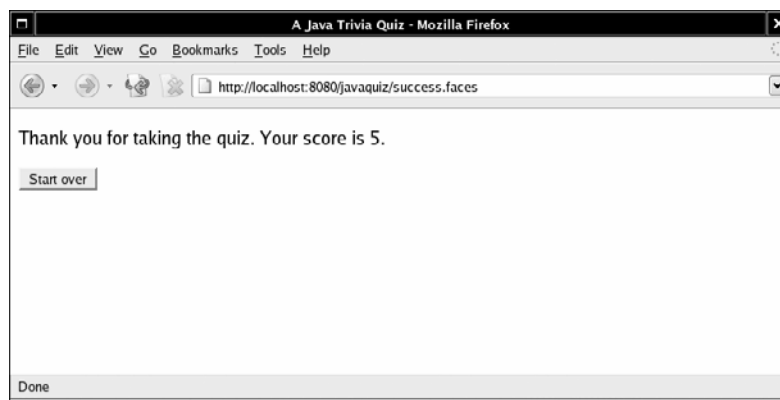 A Java Trivia Quiz - Mozilla Firefox
File Edit View Go Bookmarks Tools Help
http://localhost:8080/javaquiz/success.faces
Thank you for taking the quiz. Your score is 5.
Start over
Done